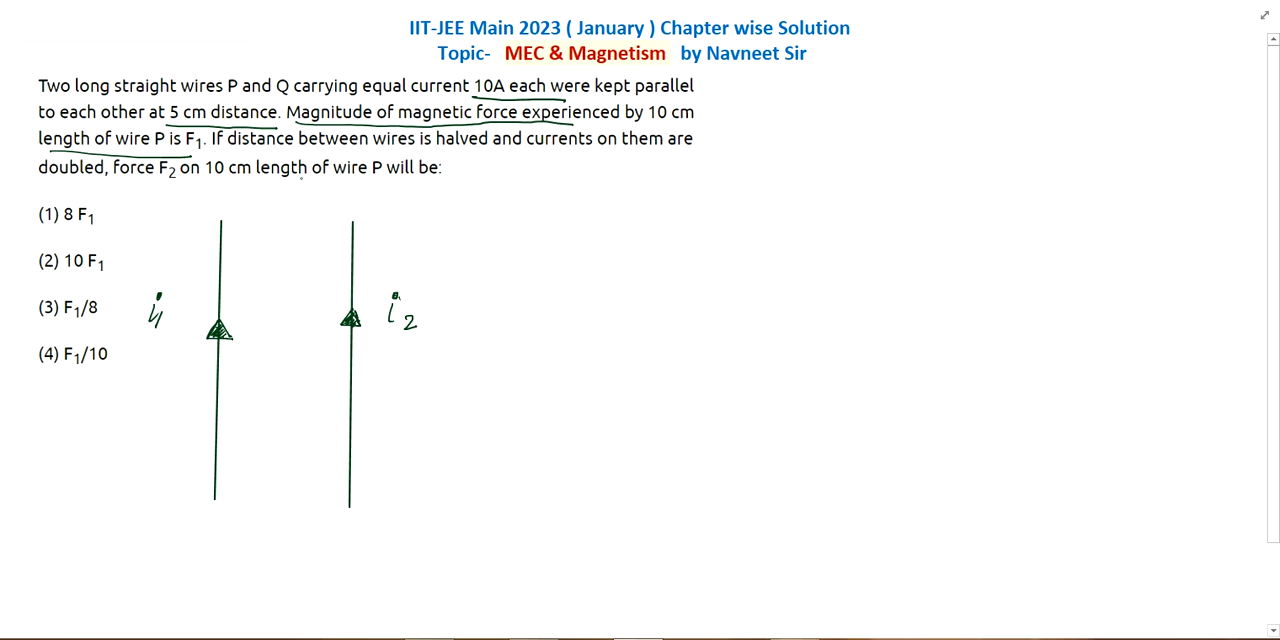 IIT-JEE Main 2023 ( January ) Chapter wise Solution
Topic- MEC & Magnetism by Navneet Sir
Two long straight wires P and Q carrying equal current 10A each were kept parallel
to each other at 5 cm distance. Magnitude of magnetic force experienced by 10 cm
length of wire P is F₁. If distance between wires is halved and currents on them are
doubled, force F₂ on 10 cm length of wire P will be:
(1) 8 F₁
(2) 10 F₁
(3) F₁/8
(4) F₁/10
i₁
i₂